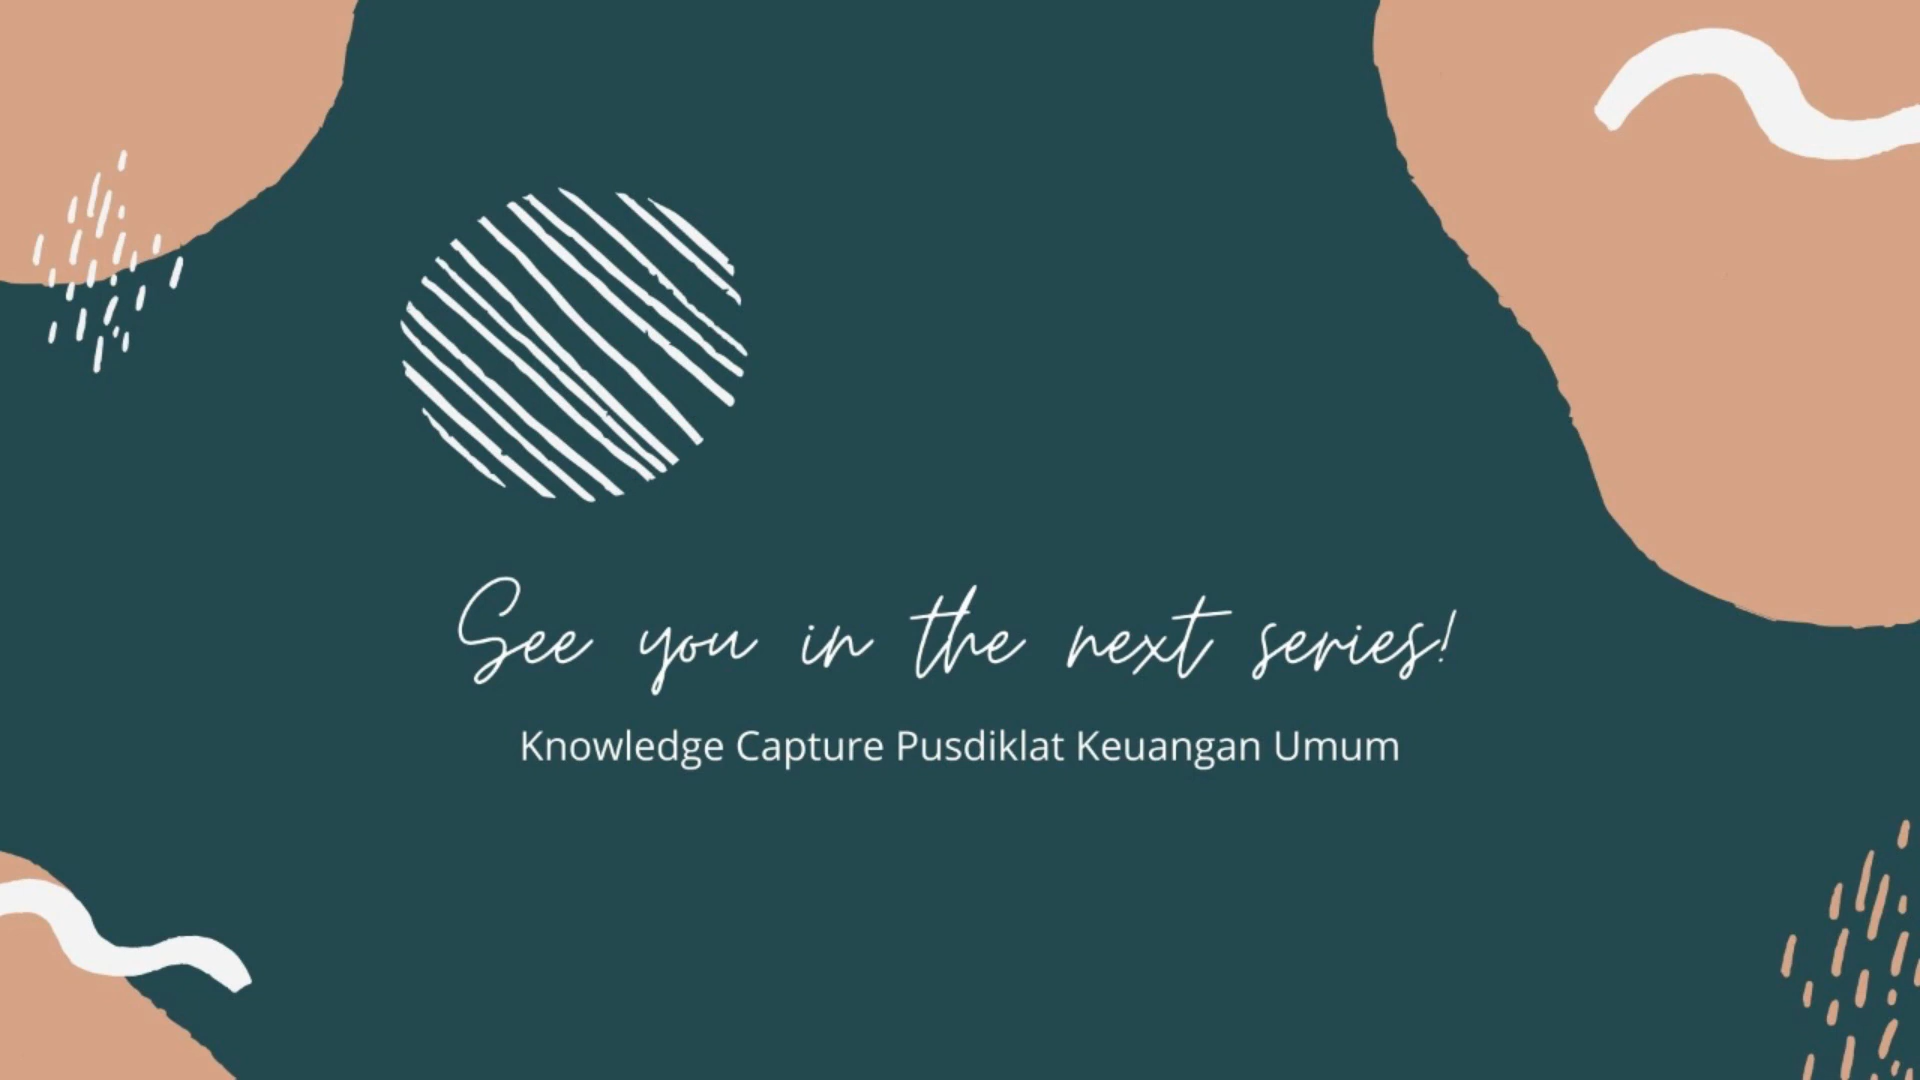 See you in the next series!
Knowledge Capture Pusdiklat Keuangan Umum